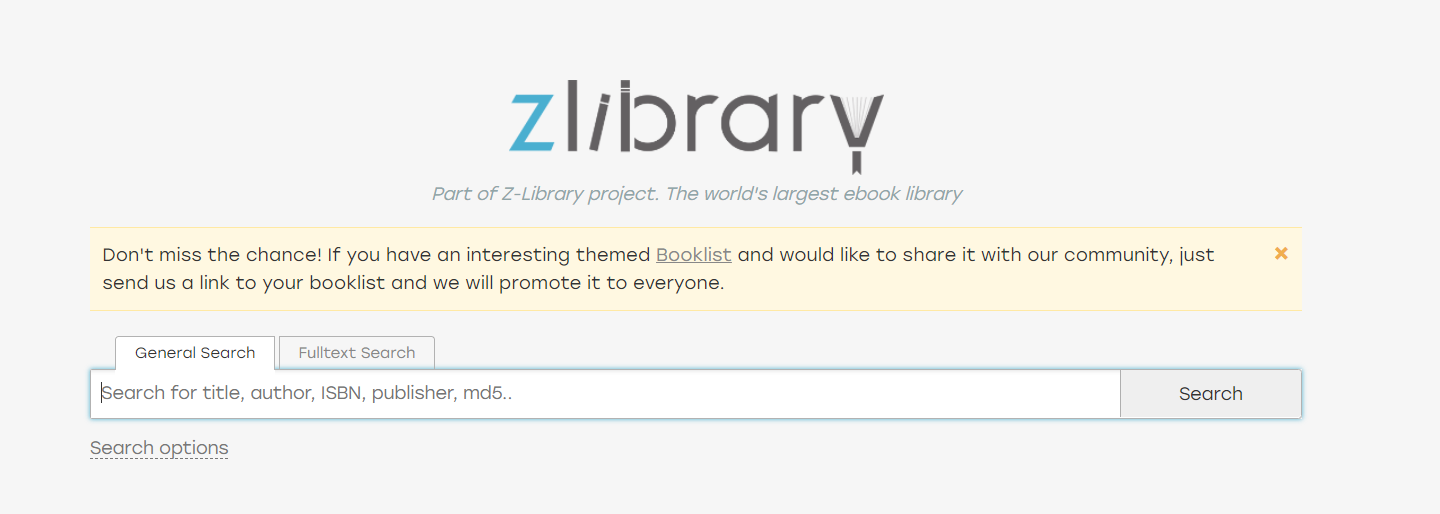 zlibrary
Part of Z-Library project. The world's largest ebook library
Don't miss the chance! If you have an interesting themed Booklist and would like to share it with our community, just
send us a link to your booklist and we will promote it to everyone.
General Search Fulltext Search
Search for title, author, ISBN, publisher, md5.. Search
Search options